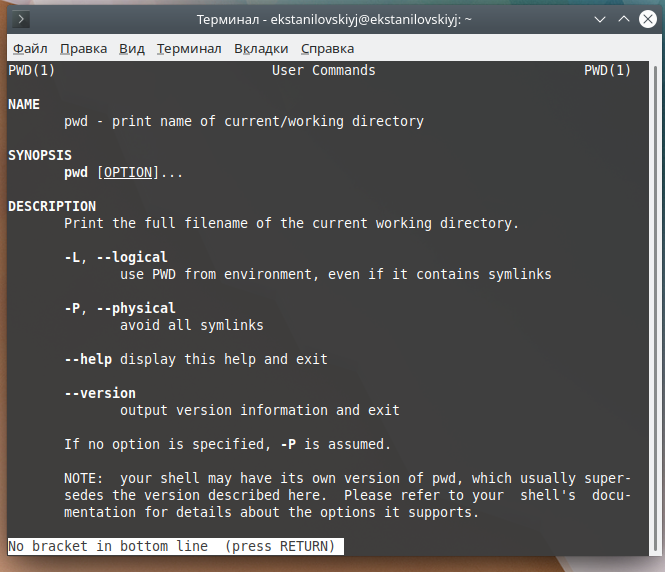 Терминал - ekstanilovskiyj@ekstanilovskiyj: ~
Файл Правка Вид Терминал Вкладки Справка
PWD(1) User Commands PWD(1)
NAME
pwd - print name of current/working directory
SYNOPSIS
pwd [OPTION]...
DESCRIPTION
Print the full filename of the current working directory.
-L, --logical
use PWD from environment, even if it contains symlinks
-P, --physical
avoid all symlinks
--help display this help and exit
--version
output version information and exit
If no option is specified, -P is assumed.
NOTE: your shell may have its own version of pwd, which usually super-
sedes the version described here. Please refer to your shell's docu-
mentation for details about the options it supports.
No bracket in bottom line (press RETURN)